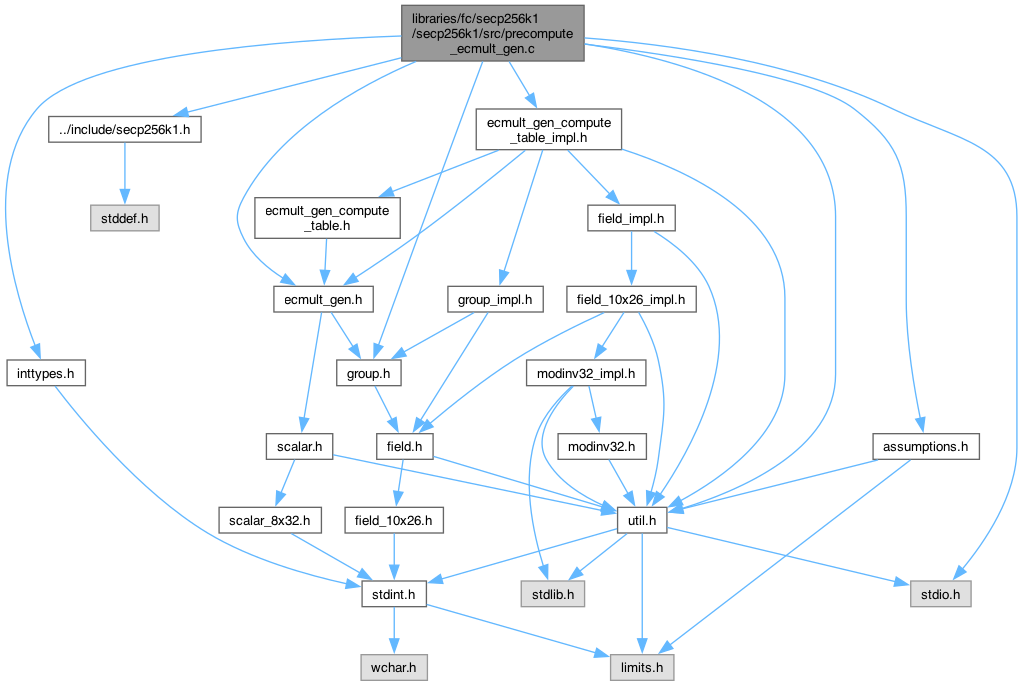 libraries/fc/secp256k1
/secp256k1/src/precompute
_ecmult_gen.c
../include/secp256k1.h
ecmult_gen_compute
_table_impl.h
stddef.h
ecmult_gen_compute
_table.h
field_impl.h
ecmult_gen.h
group_impl.h
field_10x26_impl.h
inttypes.h
group.h
modinv32_impl.h
scalar.h
field.h
modinv32.h
assumptions.h
scalar_8x32.h
field_10x26.h
util.h
stdint.h
stdlib.h
stdio.h
wchar.h
limits.h